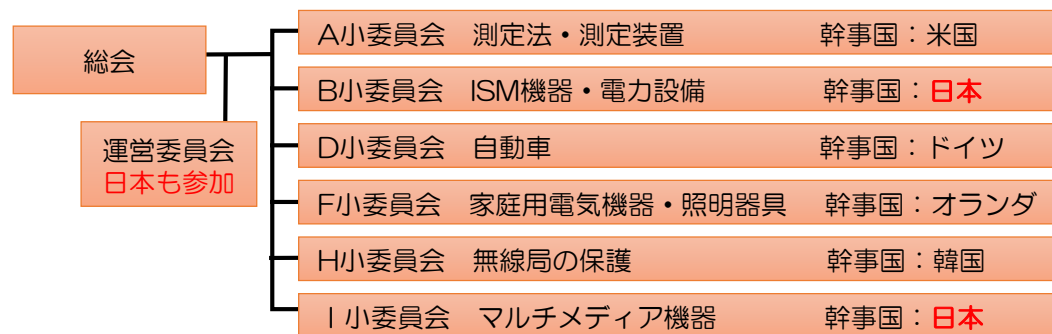 総会
運営委員会
日本も参加
A小委員会 測定法・測定装置 幹事国：米国
B小委員会 ISM機器・電力設備 幹事国：日本
D小委員会 自動車 幹事国：ドイツ
F小委員会 家庭用電気機器・照明器具 幹事国：オランダ
H小委員会 無線局の保護 幹事国：韓国
I小委員会 マルチメディア機器 幹事国：日本